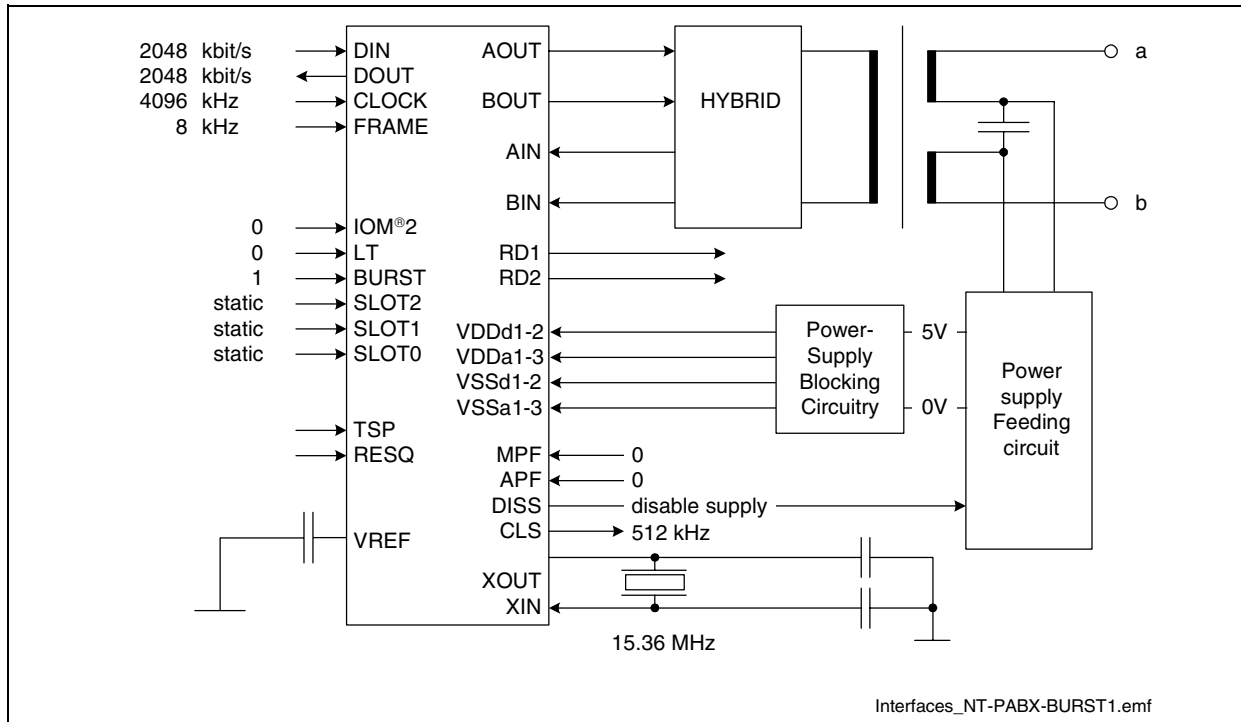 2048 kbit/s DIN AOUT
2048 kbit/s DOUT
4096 kHz CLOCK BOUT HYBRID
8 kHz FRAME
AIN
BIN
a
b
0 IOM®2
0 LT RD1
1 BURST RD2
static SLOT2
static SLOT1 VDDd1-2
static SLOT0 VDDa1-3
VSSd1-2
VSSa1-3
Power-
Supply
Blocking
Circuitry
5V
0V
Power
supply
Feeding
circuit
TSP
RESQ MPF 0
APF 0
DISS disable supply
VREF CLS 512 kHz
XOUT
XIN
15.36 MHz
Interfaces_NT-PABX-BURST1.emf